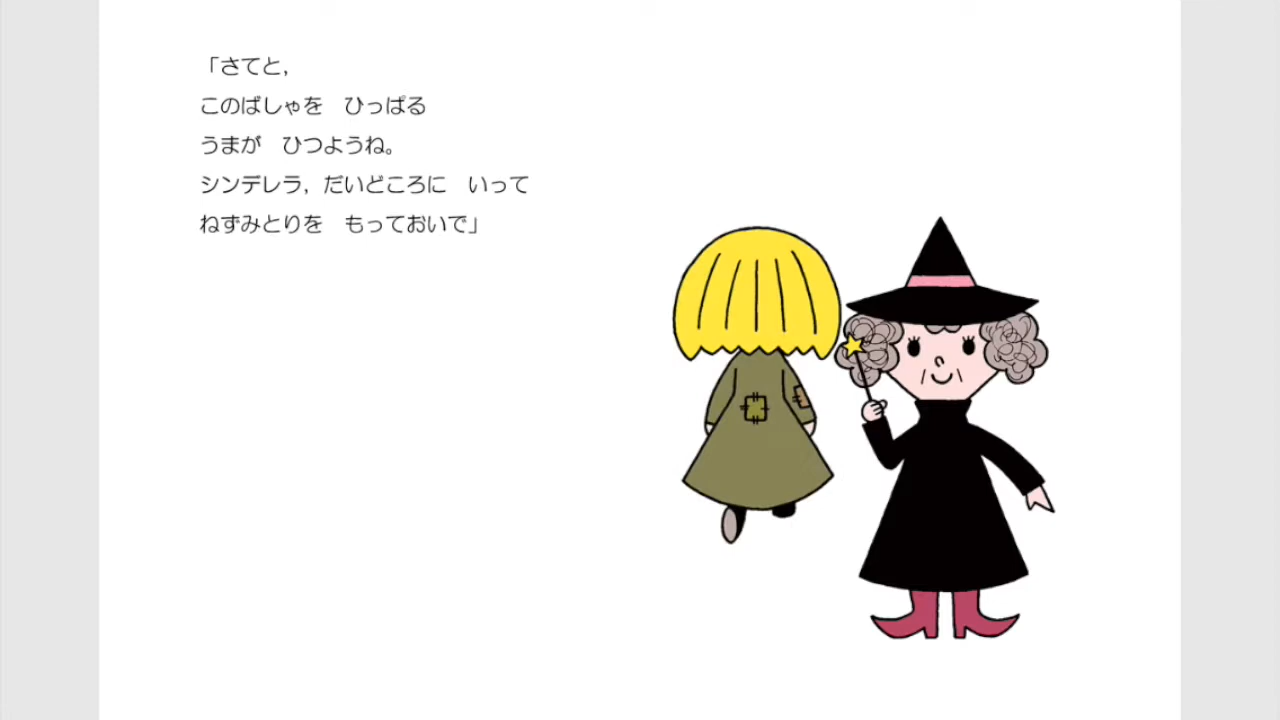 「さてと,
このばしゃを　ひっぱる
うまが　ひつようね。
シンデレラ, だいどころに　いって
ねずみとりを　もっておいで」